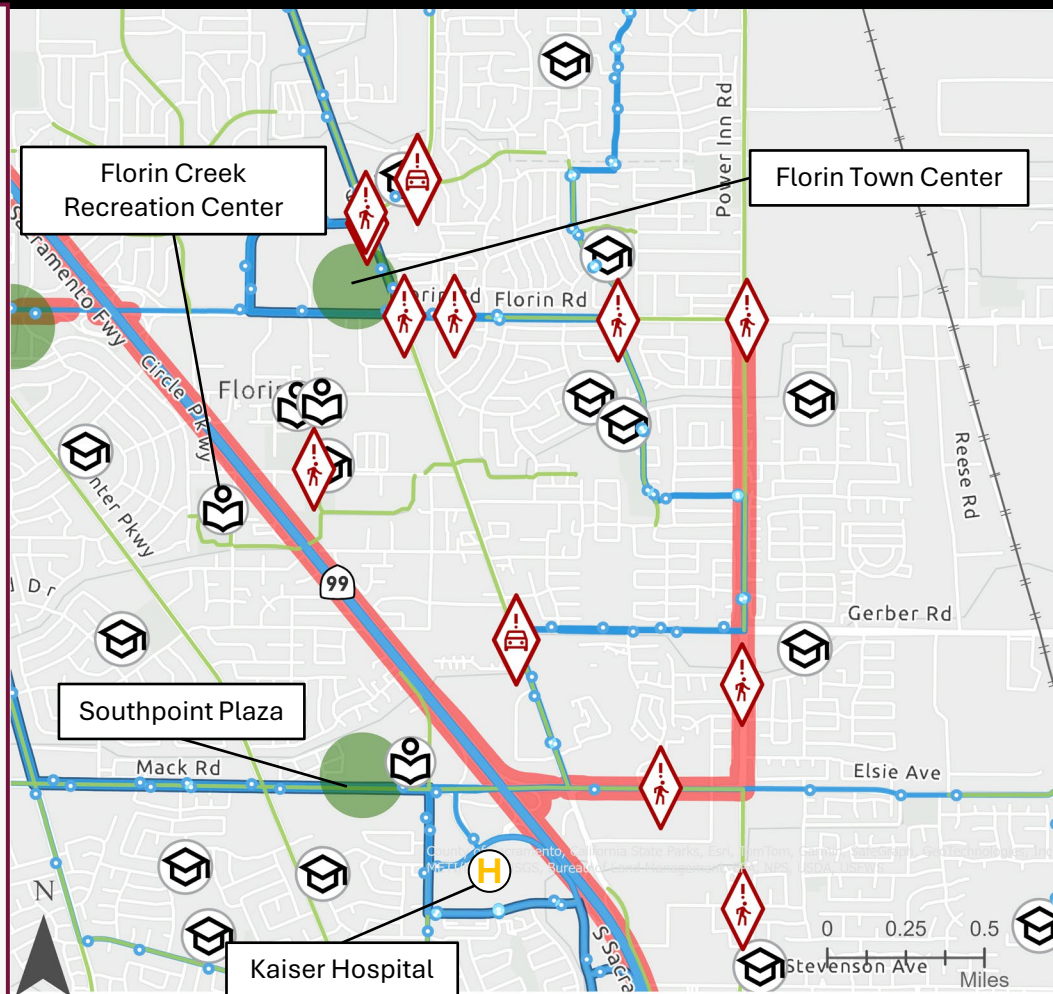 Power Inn Rd
Florin Creek
Recreation Center
Florin Town Center
Florin Rd
Sacramento Fwy
Circle Pkwy
Reese Rd
99
Gerber Rd
Southpoint Plaza
Mack Rd
Elsie Ave
H
Kaiser Hospital
N
0 0.25 0.5
Miles
Stevenson Ave